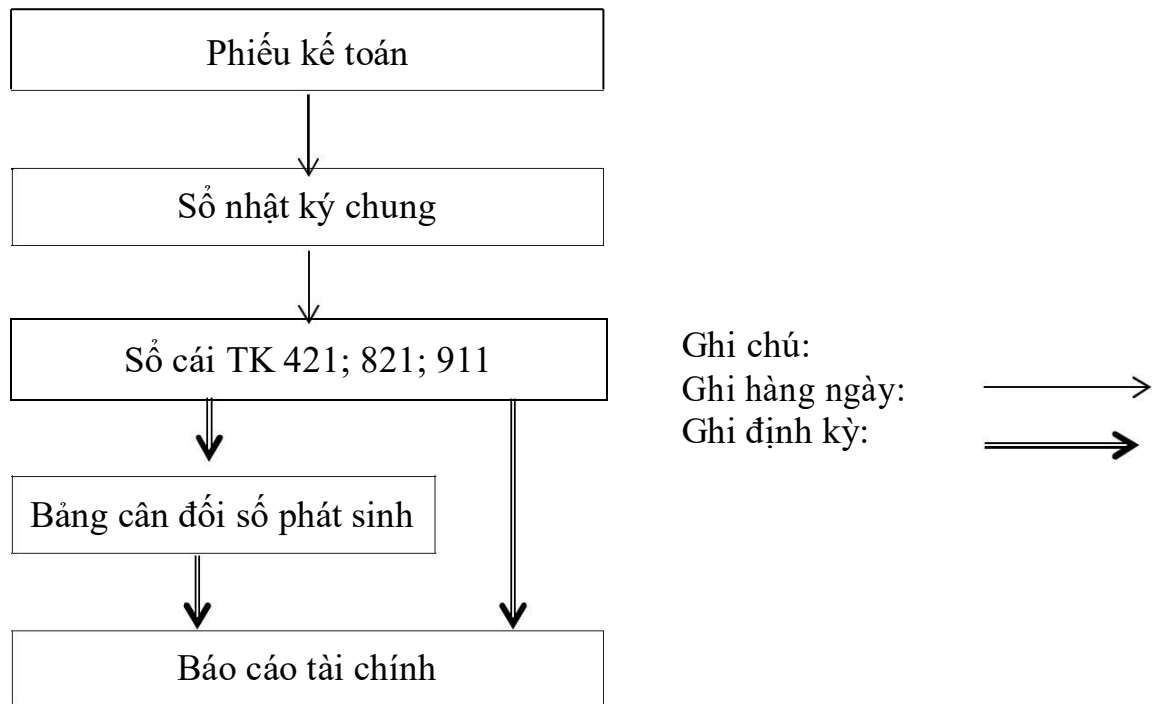 Phiếu kế toán
Sổ nhật ký chung
Sổ cái TK 421; 821; 911
Ghi chú:
Ghi hàng ngày:
Ghi định kỳ:
Bảng cân đối số phát sinh
Báo cáo tài chính